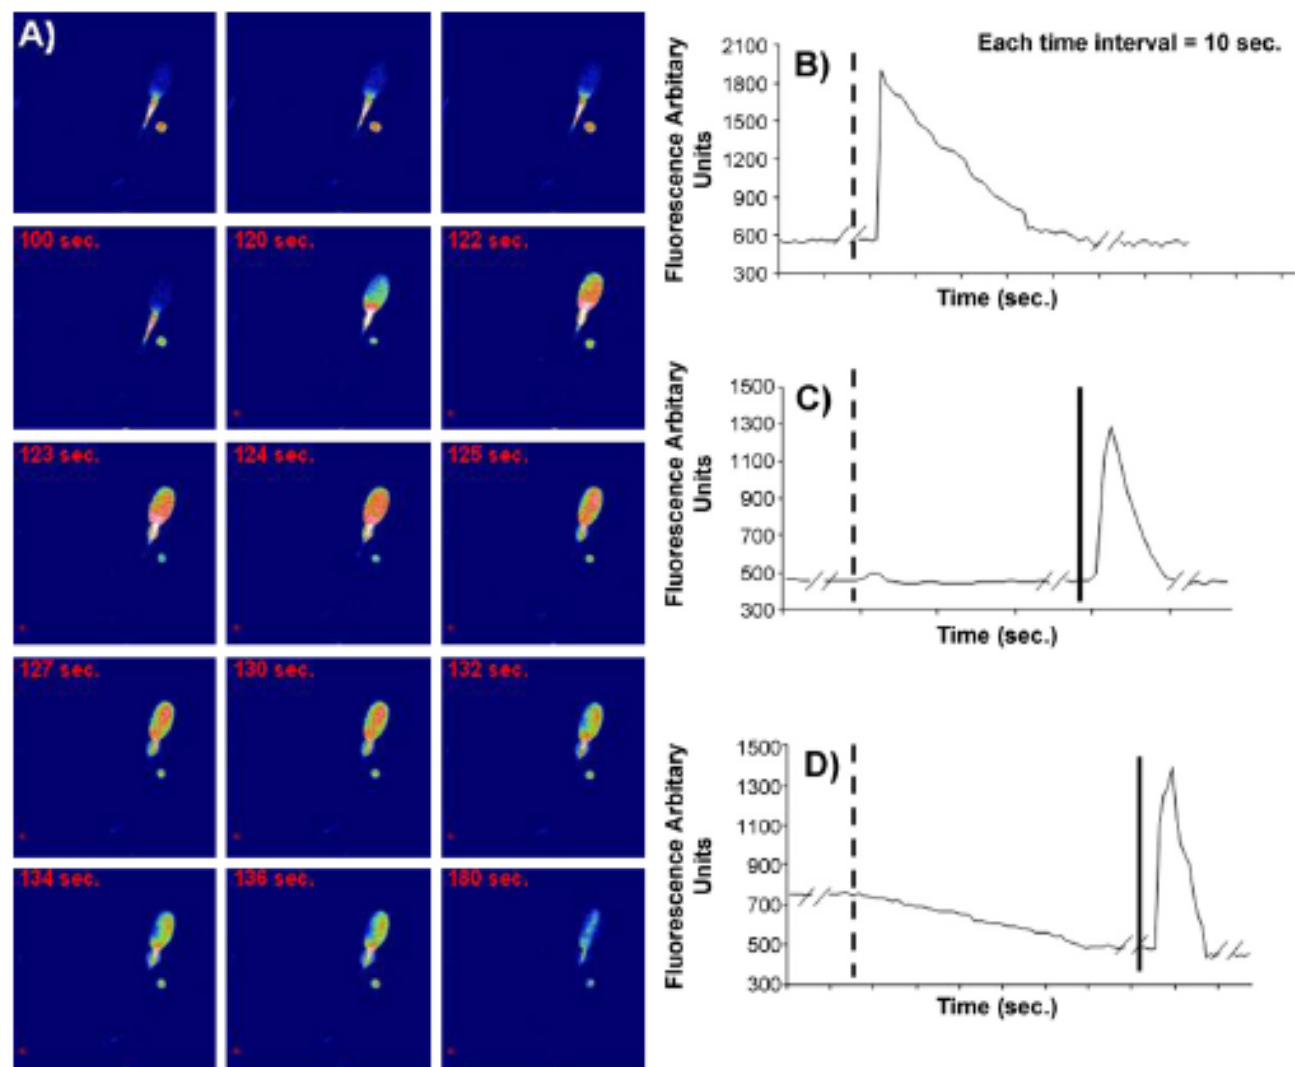 A)
100 sec.
120 sec.
122 sec.
123 sec.
124 sec.
125 sec.
127 sec.
130 sec.
132 sec.
134 sec.
136 sec.
180 sec.
Each time interval = 10 sec.
B)
Fluorescence Arbitary
Units
2100
1800
1500
1200
900
600
300
Time (sec.)
C)
Fluorescence Arbitary
Units
1500
1300
1100
900
700
500
300
Time (sec.)
D)
Fluorescence Arbitary
Units
1500
1300
1100
900
700
500
300
Time (sec.)